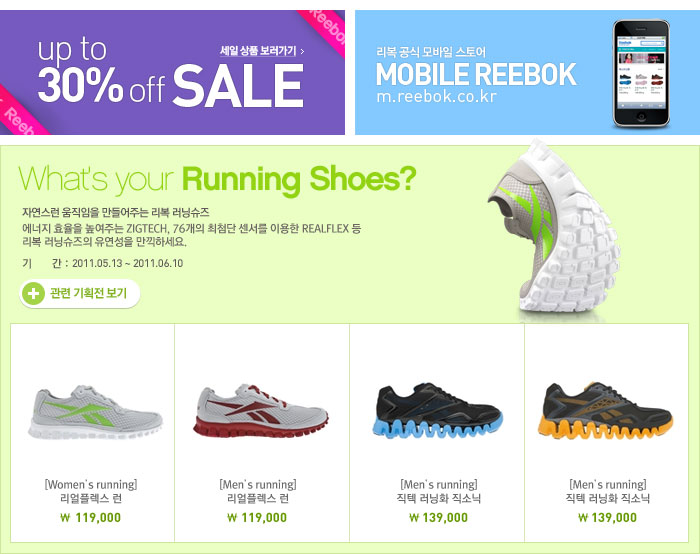 up to
30% off SALE
세일 상품 보러가기 >
Reebok
Reebok
리복 공식 모바일 스토어
MOBILE REEBOK
m.reebok.co.kr
What's your Running Shoes?
자연스런 움직임을 만들어주는 리복 러닝슈즈
에너지 효율을 높여주는 ZIGTECH, 76개의 최첨단 센서를 이용한 REALFLEX 등
리복 러닝슈즈의 유연성을 만끽하세요.
기 간 : 2011.05.13 ~ 2011.06.10
관련 기획전 보기
[Women`s running]
리얼플렉스 런
₩ 119,000
[Men`s running]
리얼플렉스 런
₩ 119,000
[Men`s running]
직텍 러닝화 직소닉
₩ 139,000
[Men`s running]
직텍 러닝화 직소닉
₩ 139,000